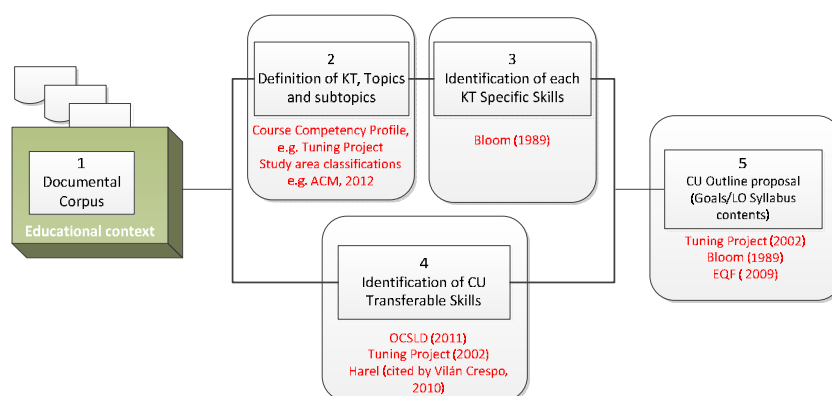 1
Documental
Corpus
Educational context
2
Definition of KT, Topics
and subtopics
Course Competency Profile,
e.g. Tuning Project
Study area classifications
e.g. ACM, 2012
3
Identification of each
KT Specific Skills
Bloom (1989)
4
Identification of CU
Transferable Skills
OCSLD (2011)
Tuning Project (2002)
Harel (cited by Vilán Crespo,
2010)
5
CU Outline proposal
(Goals/LO Syllabus
contents)
Tuning Project (2002)
Bloom (1989)
EQF ( 2009)